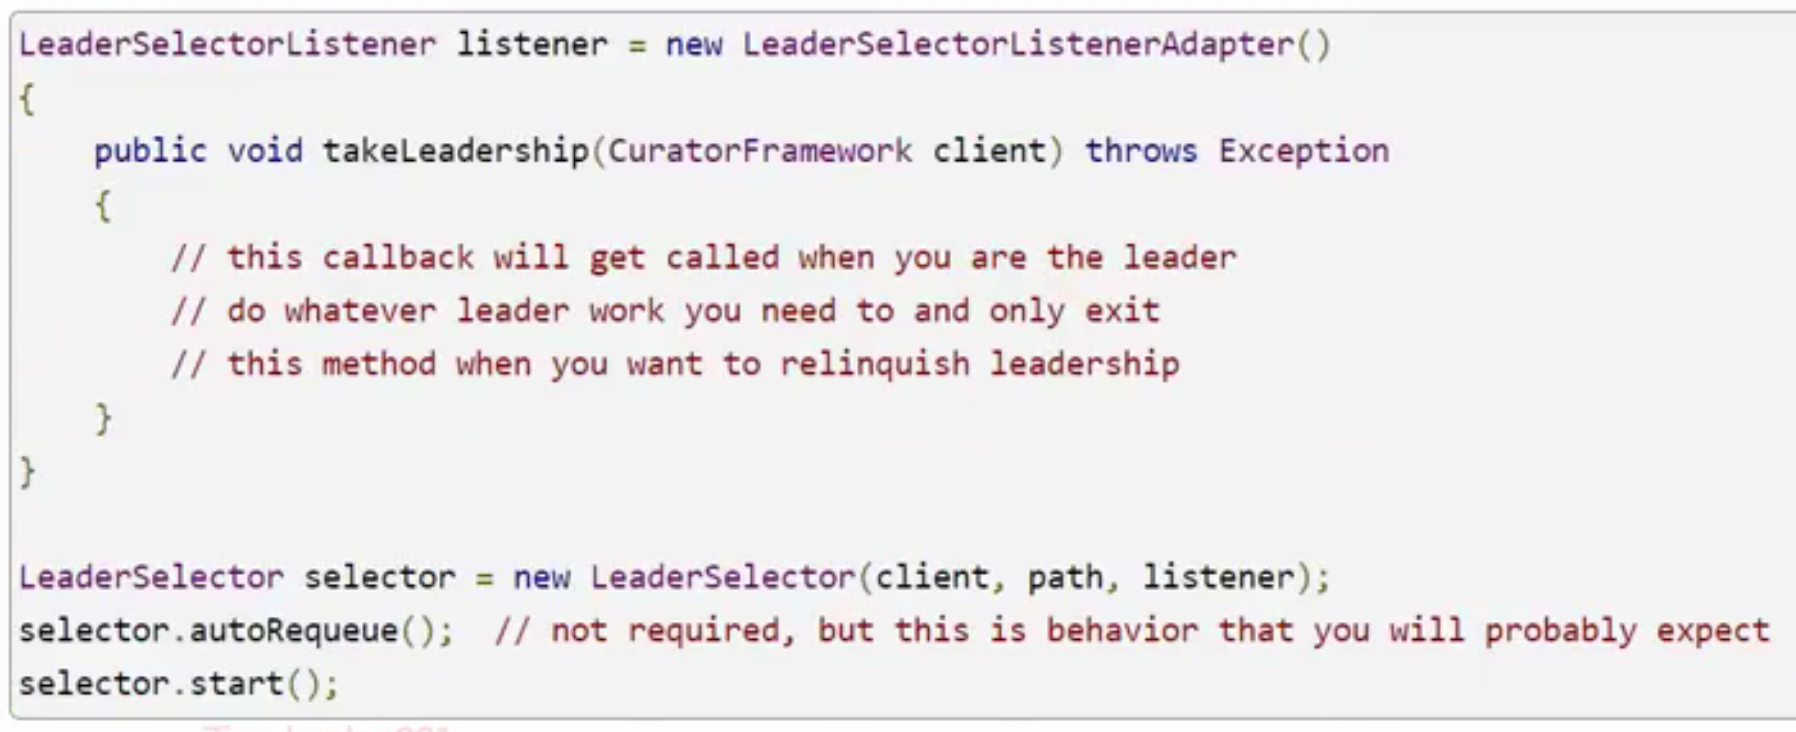 LeaderSelectorListener listener = new LeaderSelectorListenerAdapter()
{
    public void takeLeadership(CuratorFramework client) throws Exception
    {
        // this callback will get called when you are the leader
        // do whatever leader work you need to and only exit
        // this method when you want to relinquish leadership
    }
}

LeaderSelector selector = new LeaderSelector(client, path, listener);
selector.autoRequeue();  // not required, but this is behavior that you will probably expect
selector.start();